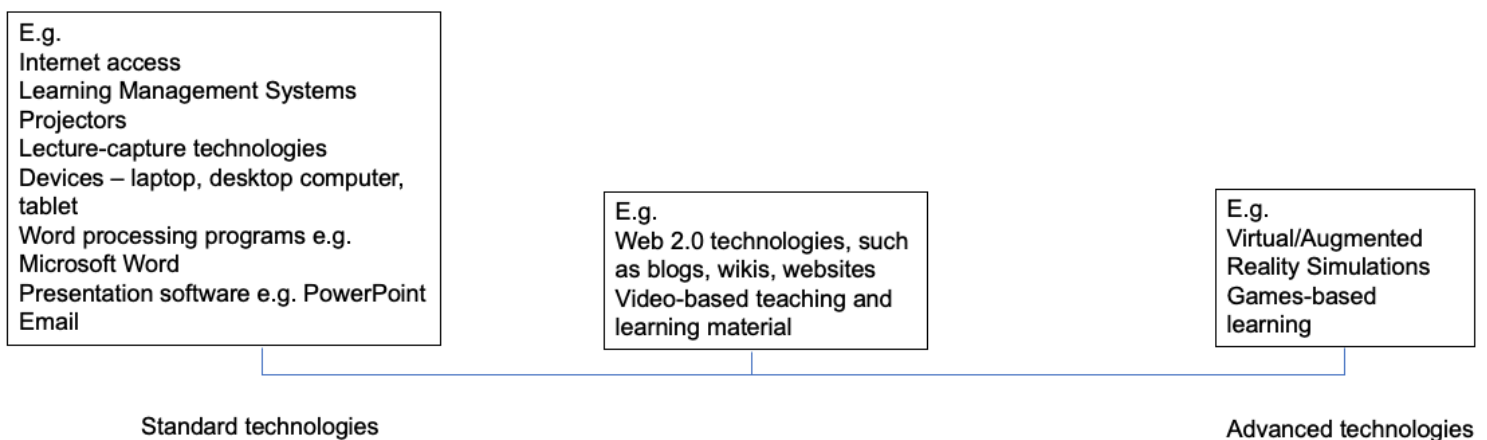 E.g.
Internet access
Learning Management Systems
Projectors
Lecture-capture technologies
Devices – laptop, desktop computer,
tablet
Word processing programs e.g.
Microsoft Word
Presentation software e.g. PowerPoint
Email
E.g.
Web 2.0 technologies, such
as blogs, wikis, websites
Video-based teaching and
learning material
E.g.
Virtual/Augmented
Reality Simulations
Games-based
learning
Standard technologies
Advanced technologies